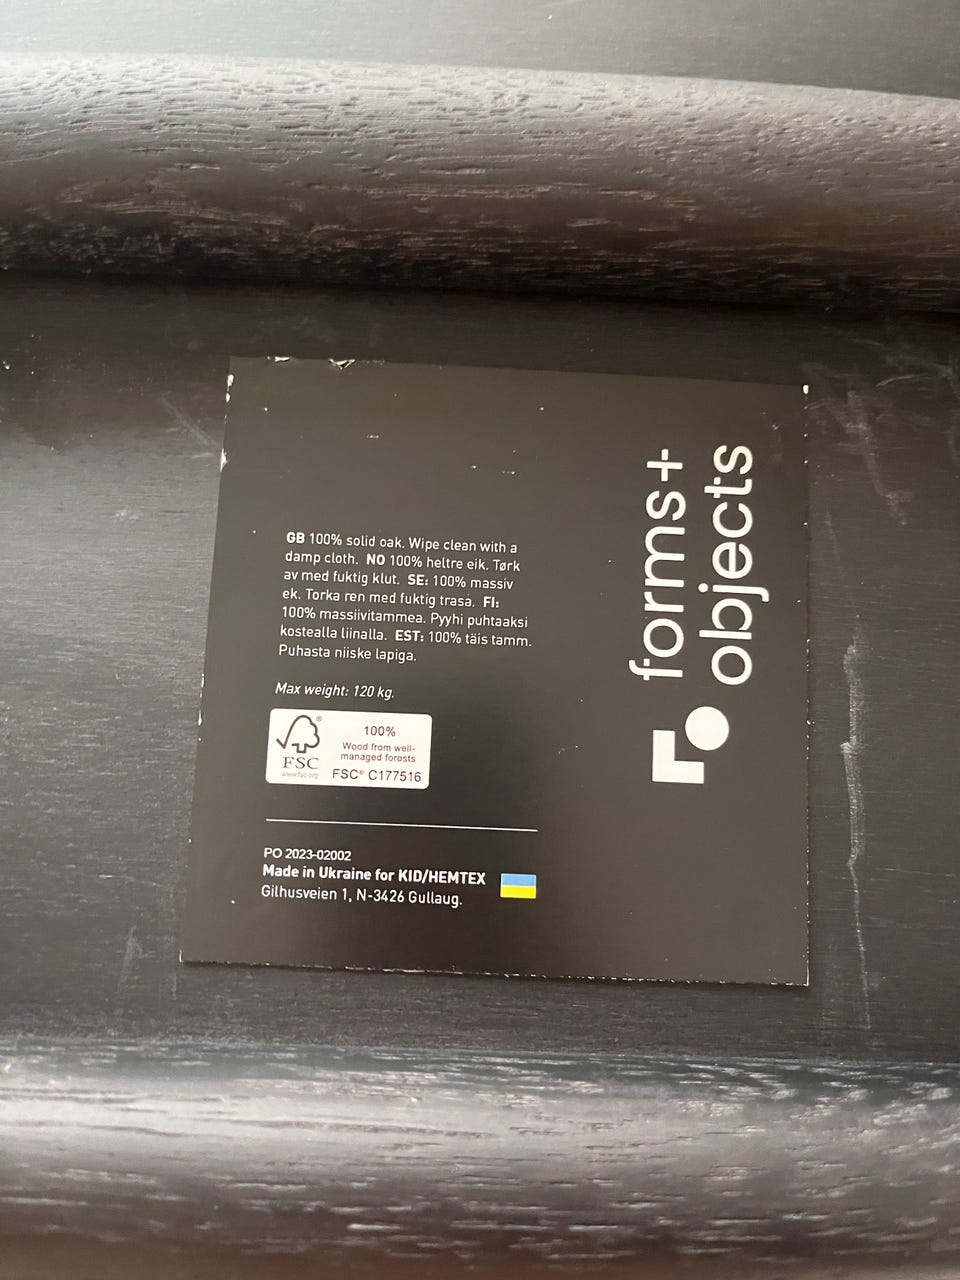 GB 100% solid oak. Wipe clean with a
damp cloth. NO 100% heltre eik. Tørk
av med fuktig klut. SE: 100% massiv
ek. Torka ren med fuktig trasa. FI:
100% massiivitammea. Pyyhi puhtaaksi
kostealla liinalla. EST: 100% täis tamm.
Puhasta niiske lapiga.
Max weight: 120 kg.
FSC®
www.fsc.org
100%
Wood from well-
managed forests
FSC® C177516
PO 2023-02002
Made in Ukraine for KID/HEMTEX
Gilhusveien 1, N-3426 Gullaug.
forms+
objects